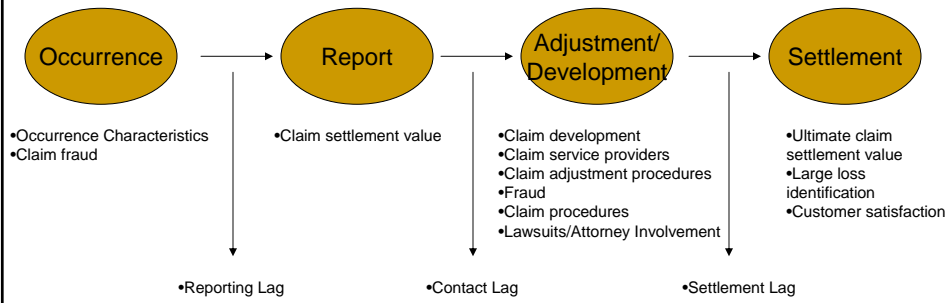 Occurrence
Report
Adjustment/
Development
Settlement
•Occurrence Characteristics
•Claim fraud
•Claim settlement value
•Claim development
•Claim service providers
•Claim adjustment procedures
•Fraud
•Claim procedures
•Lawsuits/Attorney Involvement
•Ultimate claim
settlement value
•Large loss
identification
•Customer satisfaction
•Reporting Lag
•Contact Lag
•Settlement Lag